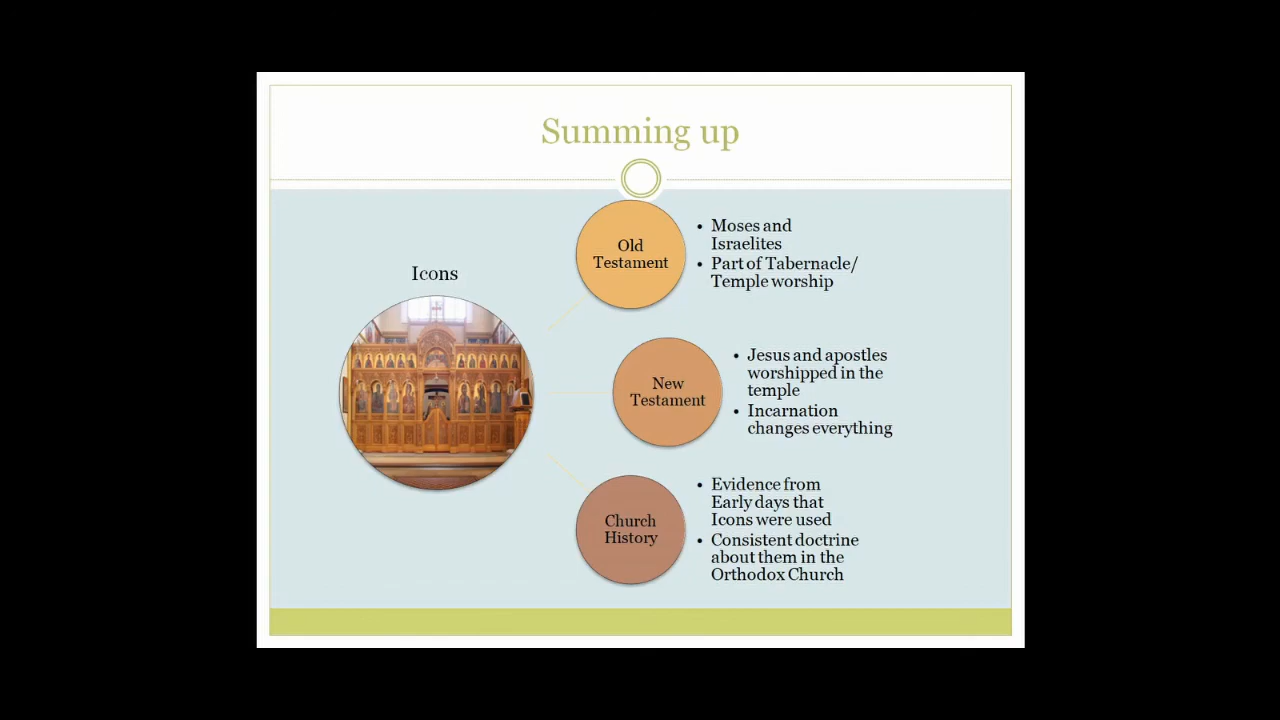 Summing up
Icons
Old
Testament
• Moses and
Israelites
• Part of Tabernacle/
Temple worship
New
Testament
• Jesus and apostles
worshipped in the
temple
• Incarnation
changes everything
Church
History
• Evidence from
Early days that
Icons were used
• Consistent doctrine
about them in the
Orthodox Church